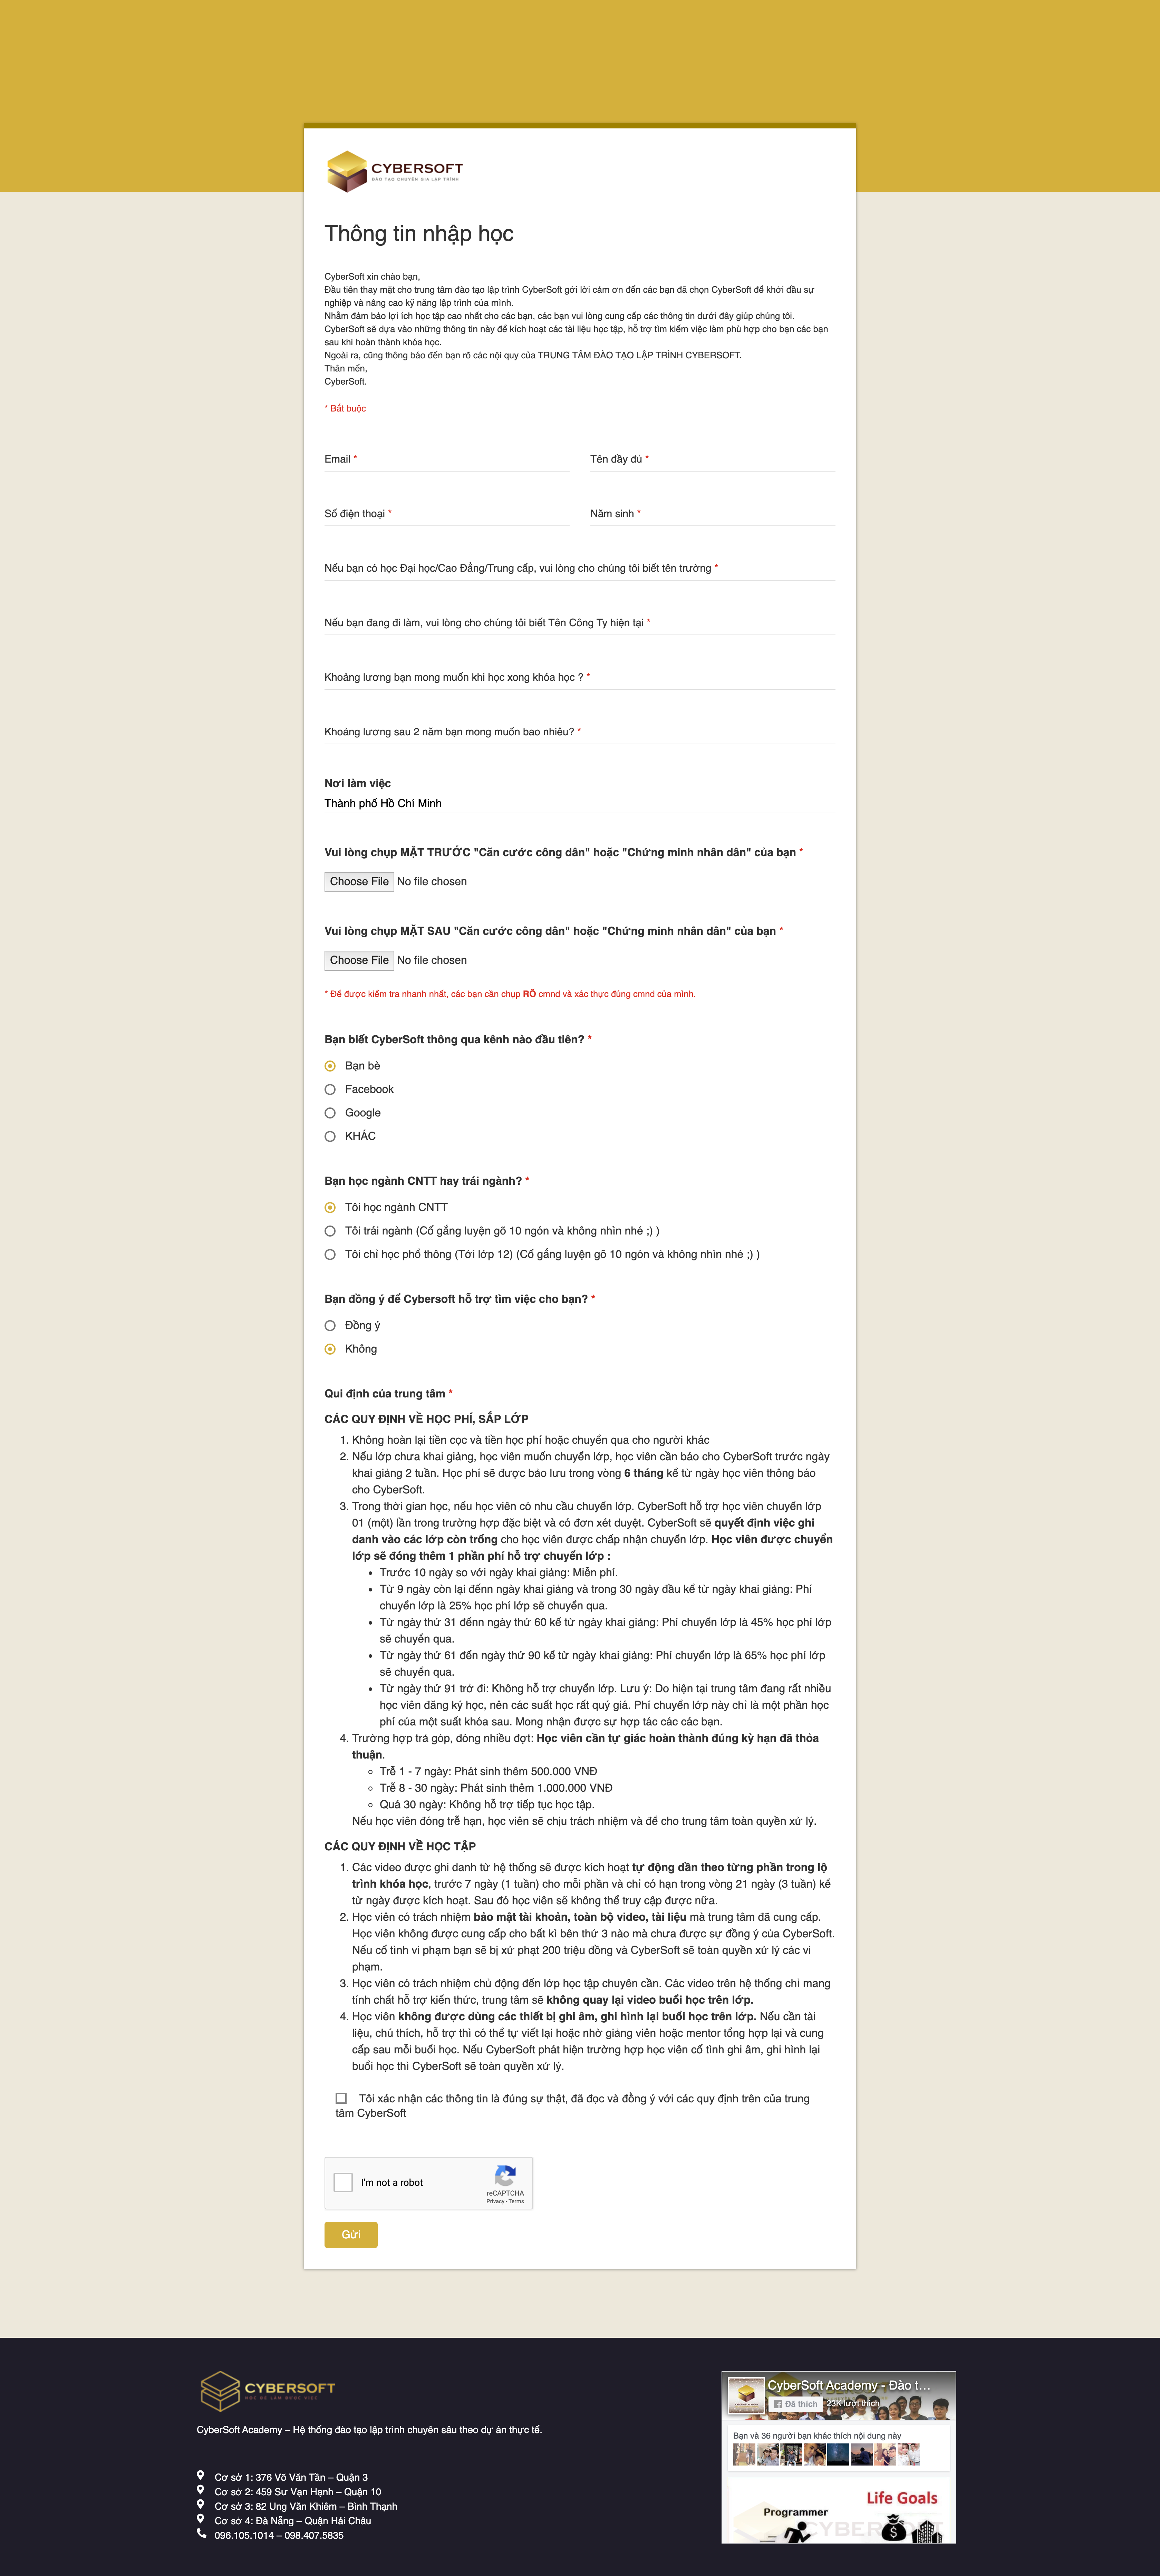 CYBERSOFT
ĐÀO TẠO CHUYÊN GIA LẬP TRÌNH
Thông tin nhập học
CyberSoft xin chào bạn,
Đầu tiên thay mặt cho trung tâm đào tạo lập trình CyberSoft gởi lời cám ơn đến các bạn đã chọn CyberSoft để khởi đầu sự
nghiệp và nâng cao kỹ năng lập trình của mình.
Nhằm đảm bảo lợi ích học tập cao nhất cho các bạn, các bạn vui lòng cung cấp các thông tin dưới đây giúp chúng tôi.
CyberSoft sẽ dựa vào những thông tin này để kích hoạt các tài liệu học tập, hỗ trợ tìm kiếm việc làm phù hợp cho bạn các bạn
sau khi hoàn thành khóa học.
Ngoài ra, cũng thông báo đến bạn rõ các nội quy của TRUNG TÂM ĐÀO TẠO LẬP TRÌNH CYBERSOFT.
Thân mến,
CyberSoft.
* Bắt buộc
Email *
Tên đầy đủ *
Số điện thoại *
Năm sinh *
Nếu bạn có học Đại học/Cao Đẳng/Trung cấp, vui lòng cho chúng tôi biết tên trường *
Nếu bạn đang đi làm, vui lòng cho chúng tôi biết Tên Công Ty hiện tại *
Khoảng lương bạn mong muốn khi học xong khóa học ? *
Khoảng lương sau 2 năm bạn mong muốn bao nhiêu? *
Nơi làm việc
Thành phố Hồ Chí Minh
Vui lòng chụp MẶT TRƯỚC "Căn cước công dân" hoặc "Chứng minh nhân dân" của bạn *
Choose File No file chosen
Vui lòng chụp MẶT SAU "Căn cước công dân" hoặc "Chứng minh nhân dân" của bạn *
Choose File No file chosen
* Để được kiểm tra nhanh nhất, các bạn cần chụp RÕ cmnd và xác thực đúng cmnd của mình.
Bạn biết CyberSoft thông qua kênh nào đầu tiên? *
Bạn bè
Facebook
Google
KHÁC
Bạn học ngành CNTT hay trái ngành? *
Tôi học ngành CNTT
Tôi trái ngành (Cố gắng luyện gõ 10 ngón và không nhìn nhé ;) )
Tôi chỉ học phổ thông (Tới lớp 12) (Cố gắng luyện gõ 10 ngón và không nhìn nhé ;) )
Bạn đồng ý để Cybersoft hỗ trợ tìm việc cho bạn? *
Đồng ý
Không
Qui định của trung tâm *
CÁC QUY ĐỊNH VỀ HỌC PHÍ, SẮP LỚP
1. Không hoàn lại tiền cọc và tiền học phí hoặc chuyển qua cho người khác
2. Nếu lớp chưa khai giảng, học viên muốn chuyển lớp, học viên cần báo cho CyberSoft trước ngày
khai giảng 2 tuần. Học phí sẽ được bảo lưu trong vòng 6 tháng kể từ ngày học viên thông báo
cho CyberSoft.
3. Trong thời gian học, nếu học viên có nhu cầu chuyển lớp. CyberSoft hỗ trợ học viên chuyển lớp
01 (một) lần trong trường hợp đặc biệt và có đơn xét duyệt. CyberSoft sẽ quyết định việc ghi
danh vào các lớp còn trống cho học viên được chấp nhận chuyển lớp. Học viên được chuyển
lớp sẽ đóng thêm 1 phần phí hỗ trợ chuyển lớp :
• Trước 10 ngày so với ngày khai giảng: Miễn phí.
• Từ 9 ngày còn lại đếnn ngày khai giảng và trong 30 ngày đầu kể từ ngày khai giảng: Phí
chuyển lớp là 25% học phí lớp sẽ chuyển qua.
• Từ ngày thứ 31 đếnn ngày thứ 60 kể từ ngày khai giảng: Phí chuyển lớp là 45% học phí lớp
sẽ chuyển qua.
• Từ ngày thứ 61 đến ngày thứ 90 kể từ ngày khai giảng: Phí chuyển lớp là 65% học phí lớp
sẽ chuyển qua.
• Từ ngày thứ 91 trở đi: Không hỗ trợ chuyển lớp. Lưu ý: Do hiện tại trung tâm đang rất nhiều
học viên đăng ký học, nên các suất học rất quý giá. Phí chuyển lớp này chỉ là một phần học
phí của một suất khóa sau. Mong nhận được sự hợp tác các các bạn.
4. Trường hợp trả góp, đóng nhiều đợt: Học viên cần tự giác hoàn thành đúng kỳ hạn đã thỏa
thuận.
◦ Trễ 1 - 7 ngày: Phát sinh thêm 500.000 VNĐ
◦ Trễ 8 - 30 ngày: Phát sinh thêm 1.000.000 VNĐ
◦ Quá 30 ngày: Không hỗ trợ tiếp tục học tập.
Nếu học viên đóng trễ hạn, học viên sẽ chịu trách nhiệm và để cho trung tâm toàn quyền xử lý.
CÁC QUY ĐỊNH VỀ HỌC TẬP
1. Các video được ghi danh từ hệ thống sẽ được kích hoạt tự động dần theo từng phần trong lộ
trình khóa học, trước 7 ngày (1 tuần) cho mỗi phần và chỉ có hạn trong vòng 21 ngày (3 tuần) kể
từ ngày được kích hoạt. Sau đó học viên sẽ không thể truy cập được nữa.
2. Học viên có trách nhiệm bảo mật tài khoản, toàn bộ video, tài liệu mà trung tâm đã cung cấp.
Học viên không được cung cấp cho bất kì bên thứ 3 nào mà chưa được sự đồng ý của CyberSoft.
Nếu cố tình vi phạm bạn sẽ bị xử phạt 200 triệu đồng và CyberSoft sẽ toàn quyền xử lý các vi
phạm.
3. Học viên có trách nhiệm chủ động đến lớp học tập chuyên cần. Các video trên hệ thống chỉ mang
tính chất hỗ trợ kiến thức, trung tâm sẽ không quay lại video buổi học trên lớp.
4. Học viên không được dùng các thiết bị ghi âm, ghi hình lại buổi học trên lớp. Nếu cần tài
liệu, chú thích, hỗ trợ thì có thể tự viết lại hoặc nhờ giảng viên hoặc mentor tổng hợp lại và cung
cấp sau mỗi buổi học. Nếu CyberSoft phát hiện trường hợp học viên cố tình ghi âm, ghi hình lại
buổi học thì CyberSoft sẽ toàn quyền xử lý.
Tôi xác nhận các thông tin là đúng sự thật, đã đọc và đồng ý với các quy định trên của trung
tâm CyberSoft
I'm not a robot
reCAPTCHA
Privacy - Terms
Gửi
CYBERSOFT
HỌC ĐỂ LÀM ĐƯỢC VIỆC
CyberSoft Academy – Hệ thống đào tạo lập trình chuyên sâu theo dự án thực tế.
Cơ sở 1: 376 Võ Văn Tần – Quận 3
Cơ sở 2: 459 Sư Vạn Hạnh – Quận 10
Cơ sở 3: 82 Ung Văn Khiêm – Bình Thạnh
Cơ sở 4: Đà Nẵng – Quận Hải Châu
096.105.1014 – 098.407.5835
CyberSoft Academy - Đào t...
Đã thích
23K lượt thích
Bạn và 36 người bạn khác thích nội dung này
Life Goals
Programmer
CYBERSOFT